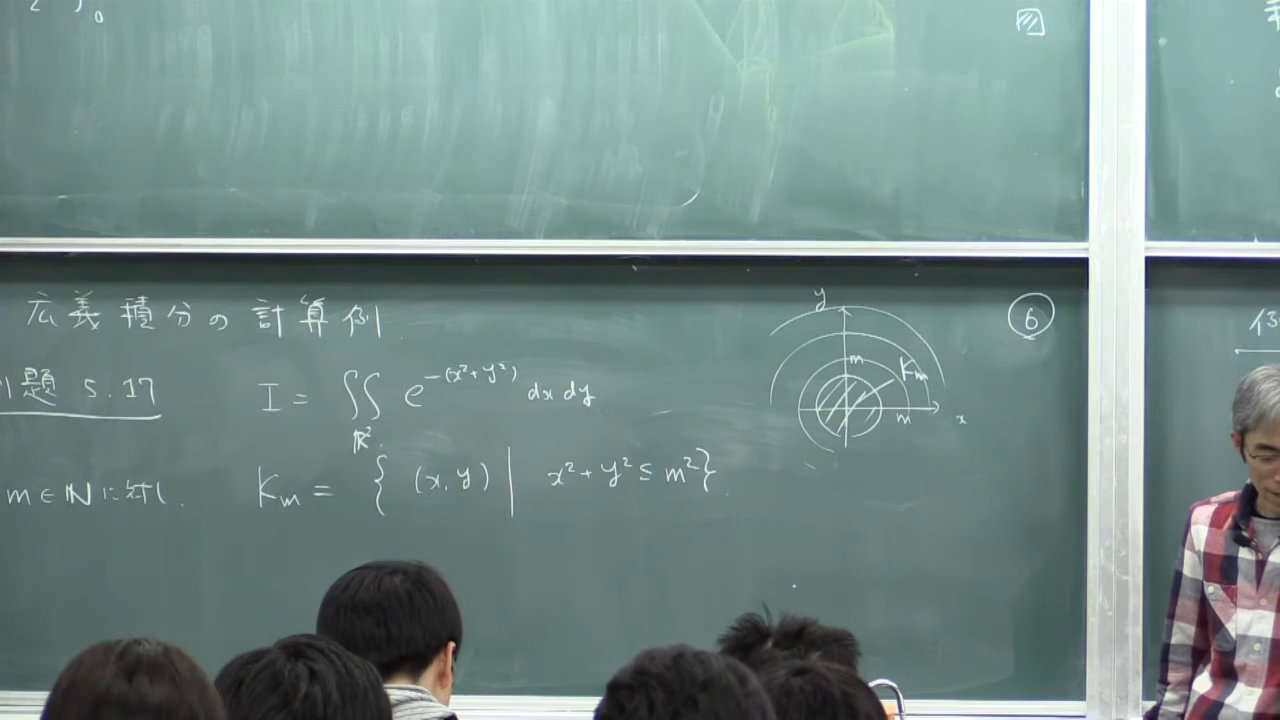 広義積分の計算例
題 5.17 I = ∬_{ℝ²} e^{-(x²+y²)} dx dy
m ∈ ℕ に対し. K_m = { (x, y) | x² + y² ≤ m² }.
y
m
K_m
m
x
⑥